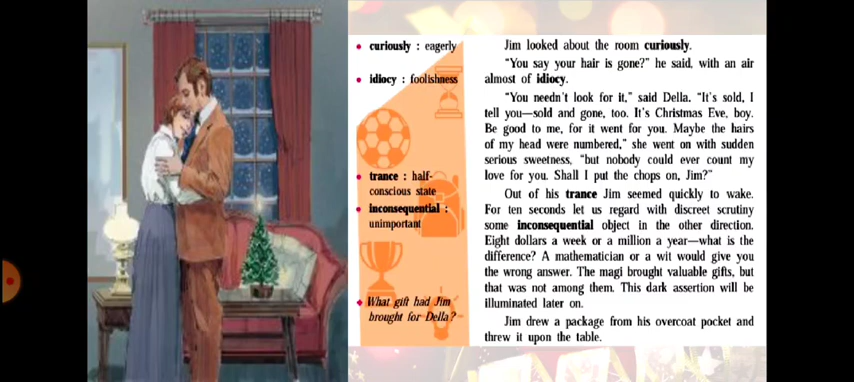 • curiously : eagerly
• idiocy : foolishness
• trance : half-
conscious state
• inconsequential :
unimportant
• What gift had Jim
brought for Della?
Jim looked about the room curiously.
"You say your hair is gone?" he said, with an air
almost of idiocy.
"You needn't look for it," said Della. "It's sold, I
tell you—sold and gone, too. It's Christmas Eve, boy.
Be good to me, for it went for you. Maybe the hairs
of my head were numbered," she went on with sudden
serious sweetness, "but nobody could ever count my
love for you. Shall I put the chops on, Jim?"
Out of his trance Jim seemed quickly to wake.
For ten seconds let us regard with discreet scrutiny
some inconsequential object in the other direction.
Eight dollars a week or a million a year—what is the
difference? A mathematician or a wit would give you
the wrong answer. The magi brought valuable gifts, but
that was not among them. This dark assertion will be
illuminated later on.
Jim drew a package from his overcoat pocket and
threw it upon the table.